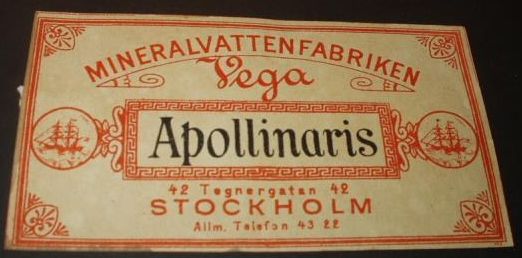 MINERALVATTENFABRIKEN
Vega
Apollinaris
42 Tegnergatan 42
STOCKHOLM
Allm. Telefon 43 22